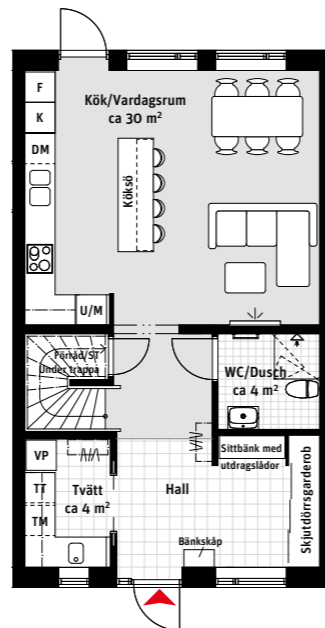 F
Kök/Vardagsrum
ca 30 m²
K
DM
Köksö
U/M
Förråd/ST
Under trappa
WC/Dusch
ca 4 m²
VP
Sittbänk med
utdragslådor
TT
Tvätt
ca 4 m²
Hall
TM
Skjutdörrsgarderob
Bänkskåp